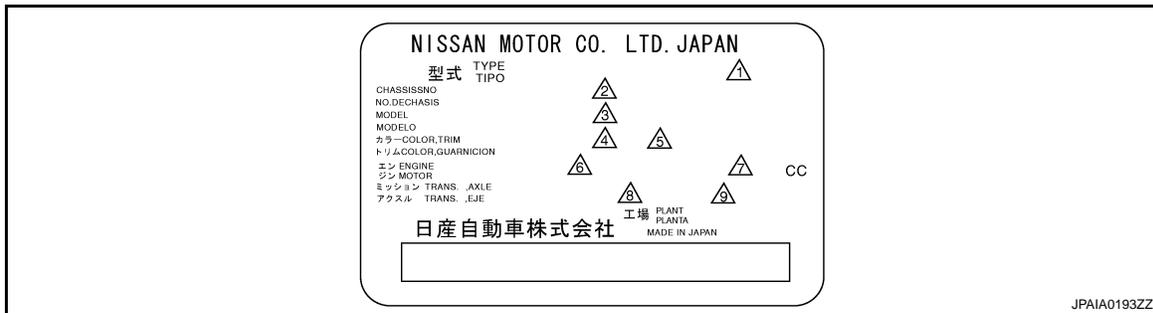 NISSAN MOTOR CO. LTD. JAPAN
型式 TYPE
TIPO
1
CHASSISNO
2
NO.DECHASIS
MODEL
3
MODELO
カラーCOLOR,TRIM
4 5
トリムCOLOR,GUARNICION
エン ENGINE
6 7 CC
ジン MOTOR
ミッション TRANS. ,AXLE
8 9
アクスル TRANS. ,EJE
工場 PLANT
PLANTA
日産自動車株式会社
MADE IN JAPAN
JPAIA0193ZZ